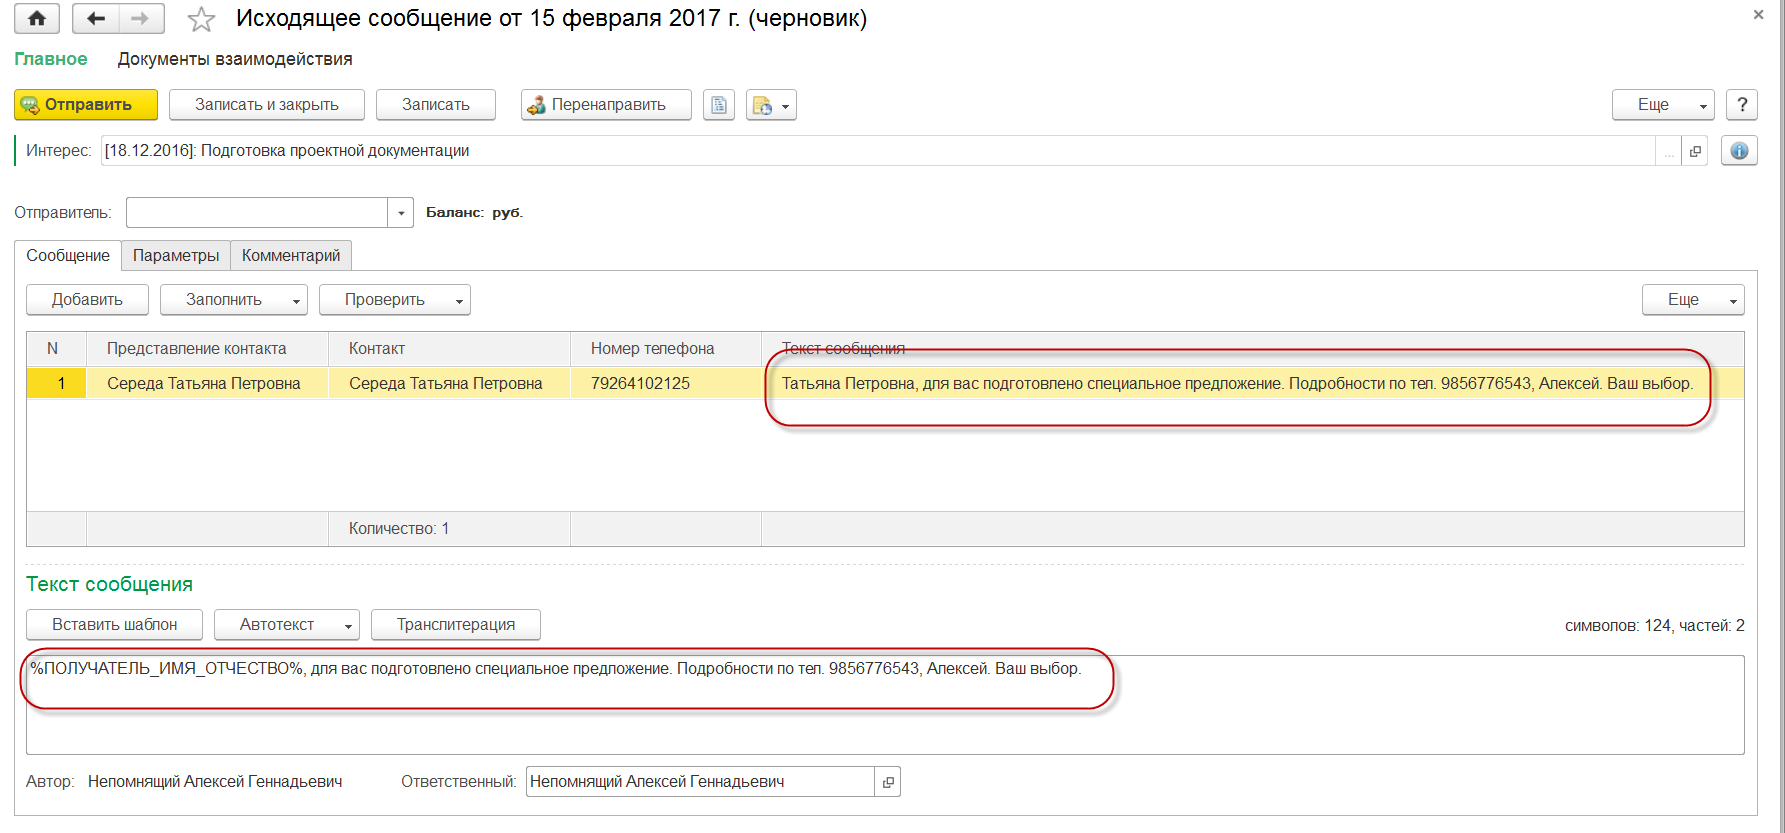 Исходящее сообщение от 15 февраля 2017 г. (черновик)
Главное Документы взаимодействия
Отправить Записать и закрыть Записать Перенаправить Еще ?
Интерес: [18.12.2016]: Подготовка проектной документации ...
Отправитель: Баланс: руб.
Сообщение Параметры Комментарий
Добавить Заполнить Проверить Еще
N Представление контакта Контакт Номер телефона Текст сообщения
1 Середа Татьяна Петровна Середа Татьяна Петровна 79264102125 Татьяна Петровна, для вас подготовлено специальное предложение. Подробности по тел. 9856776543, Алексей. Ваш выбор.
Количество: 1
Текст сообщения
Вставить шаблон Автотекст Транслитерация символов: 124, частей: 2
%ПОЛУЧАТЕЛЬ_ИМЯ_ОТЧЕСТВО%, для вас подготовлено специальное предложение. Подробности по тел. 9856776543, Алексей. Ваш выбор.
Автор: Непомнящий Алексей Геннадьевич Ответственный: Непомнящий Алексей Геннадьевич